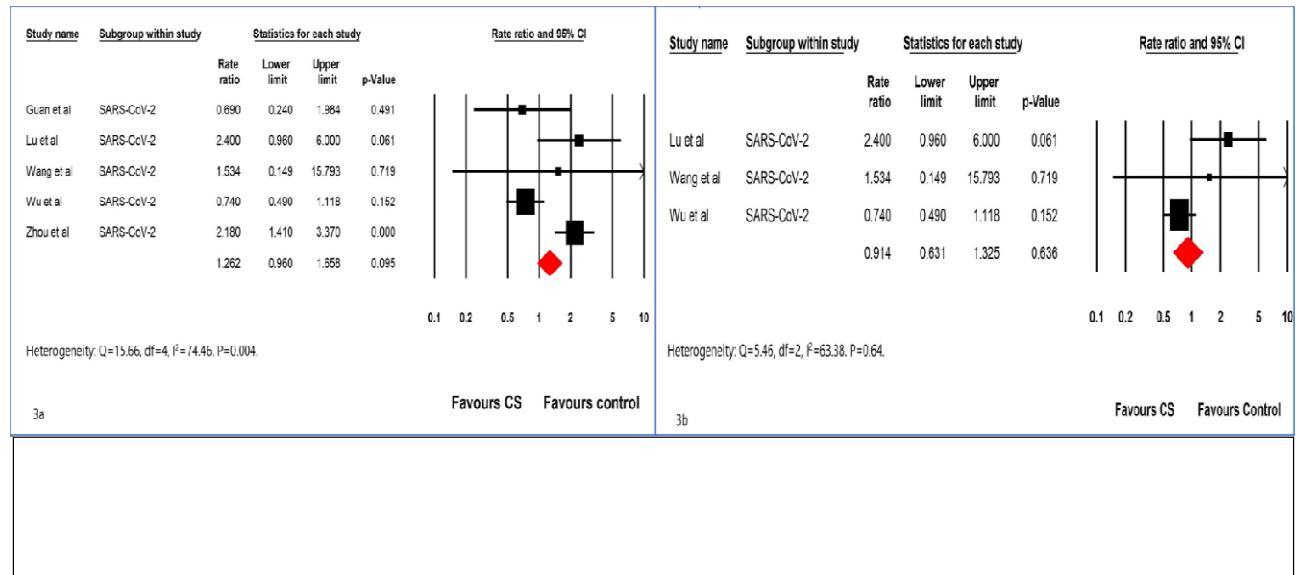 Study name Subgroup within study Statistics for each study Rate ratio and 95% CI
Rate ratio Lower limit Upper limit p-Value
Guan et al SARS-CoV-2 0.690 0.240 1.984 0.491
Lu et al SARS-CoV-2 2.400 0.960 6.000 0.061
Wang et al SARS-CoV-2 1.534 0.149 15.793 0.719
Wu et al SARS-CoV-2 0.740 0.490 1.118 0.152
Zhou et al SARS-CoV-2 2.180 1.410 3.370 0.000
1.262 0.960 1.658 0.095
0.1 0.2 0.5 1 2 5 10
Heterogeneity: Q=15.66, df=4, I²=74.46. P=0.004.
Favours CS Favours control
3a
Study name Subgroup within study Statistics for each study Rate ratio and 95% CI
Rate ratio Lower limit Upper limit p-Value
Lu et al SARS-CoV-2 2.400 0.960 6.000 0.061
Wang et al SARS-CoV-2 1.534 0.149 15.793 0.719
Wu et al SARS-CoV-2 0.740 0.490 1.118 0.152
0.914 0.631 1.325 0.636
0.1 0.2 0.5 1 2 5 10
Heterogeneity: Q=5.46, df=2, I²=63.38. P=0.64.
Favours CS Favours Control
3b